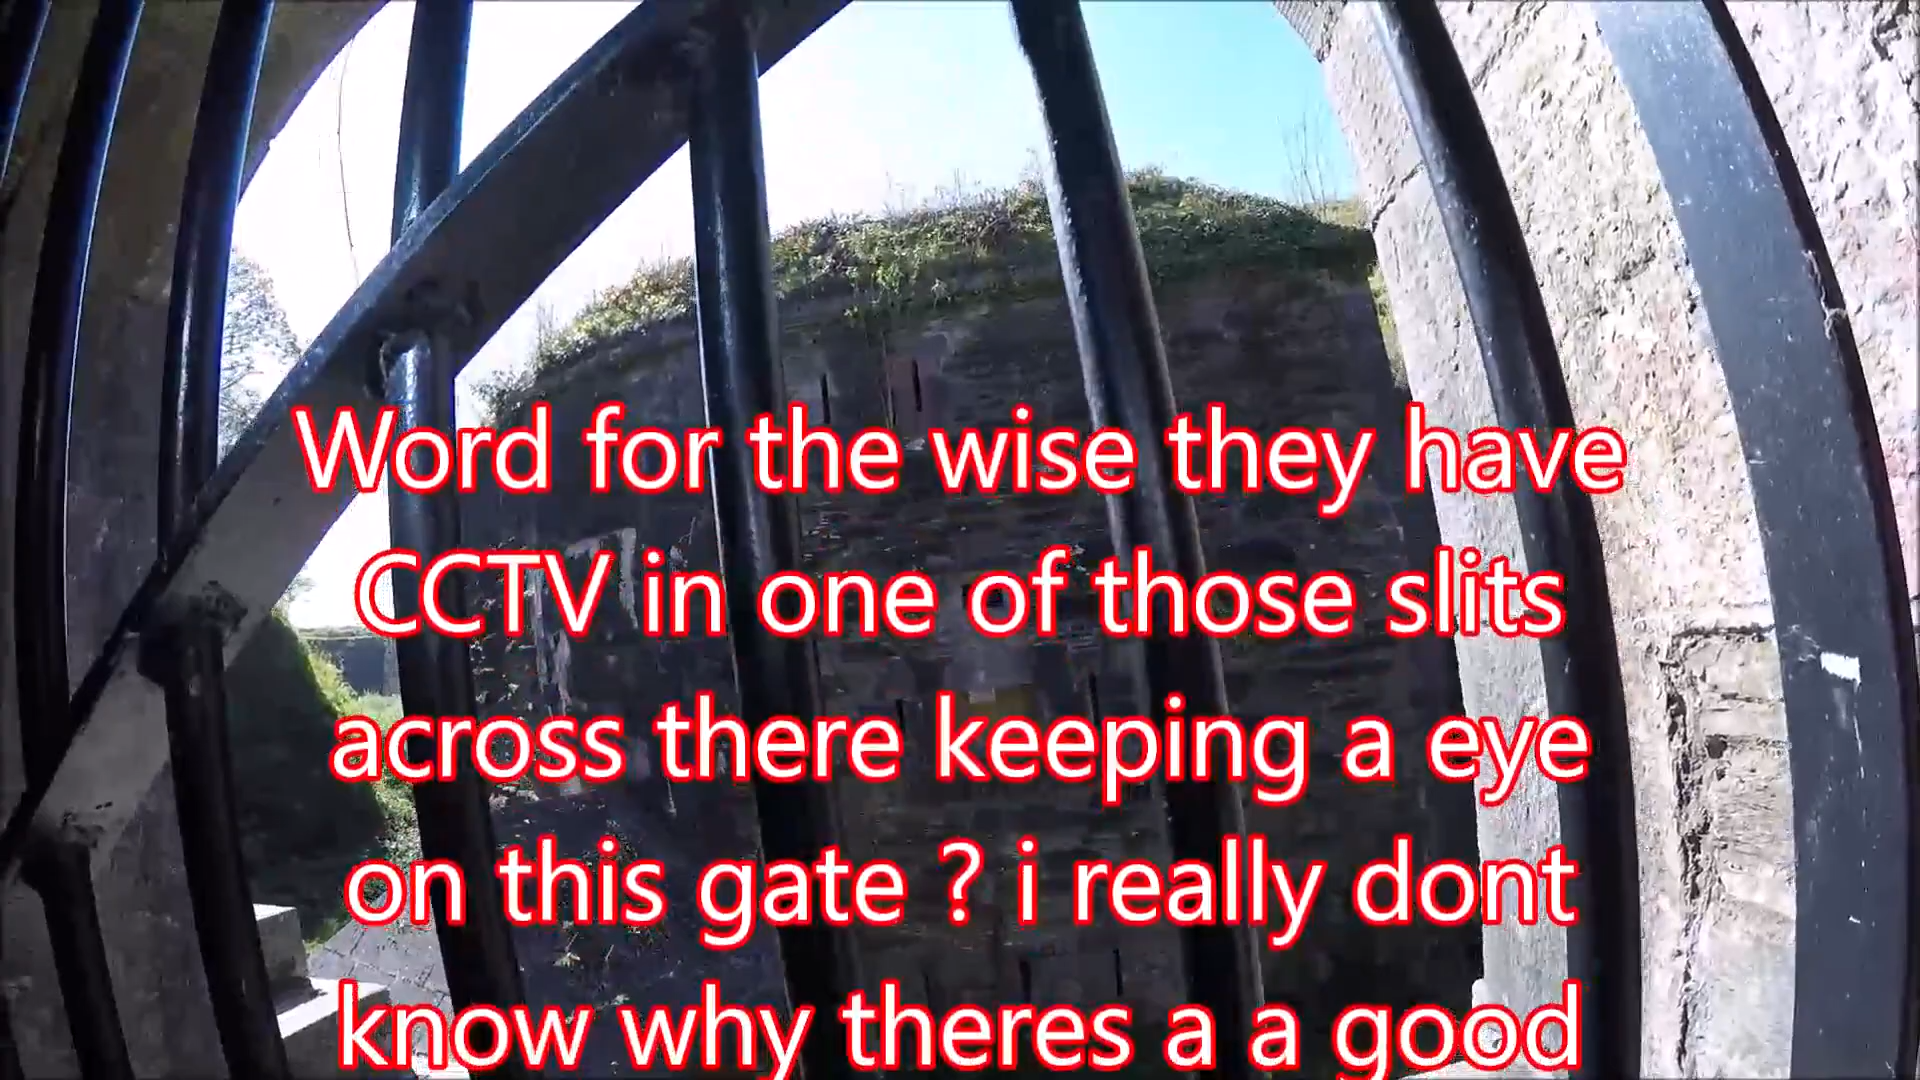 Word for the wise they have
CCTV in one of those slits
across there keeping a eye
on this gate ? i really dont
know why theres a a good